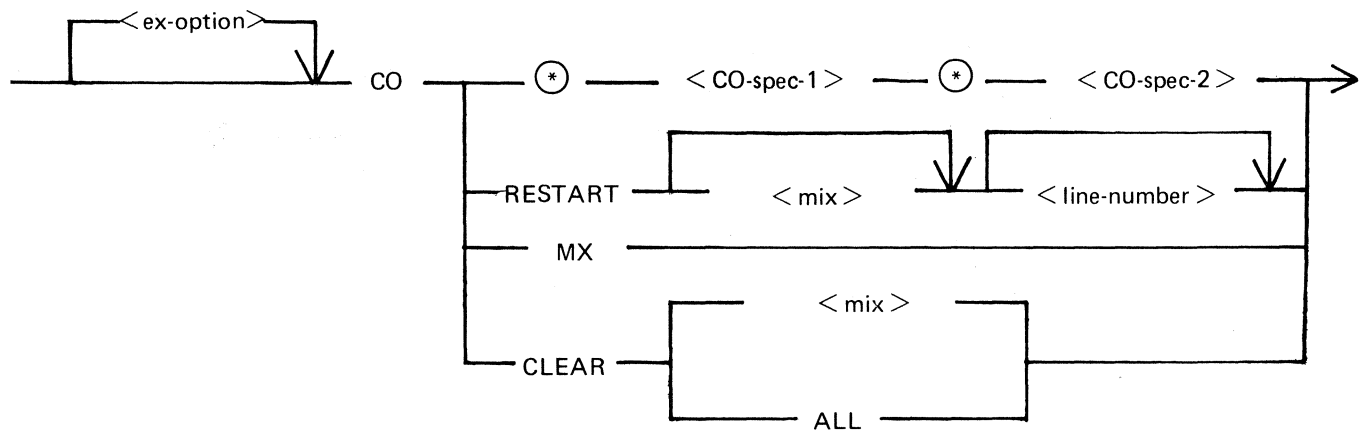 <ex-option>
CO * <CO-spec-1> * <CO-spec-2>
RESTART <mix> <line-number>
MX
<mix>
CLEAR
ALL